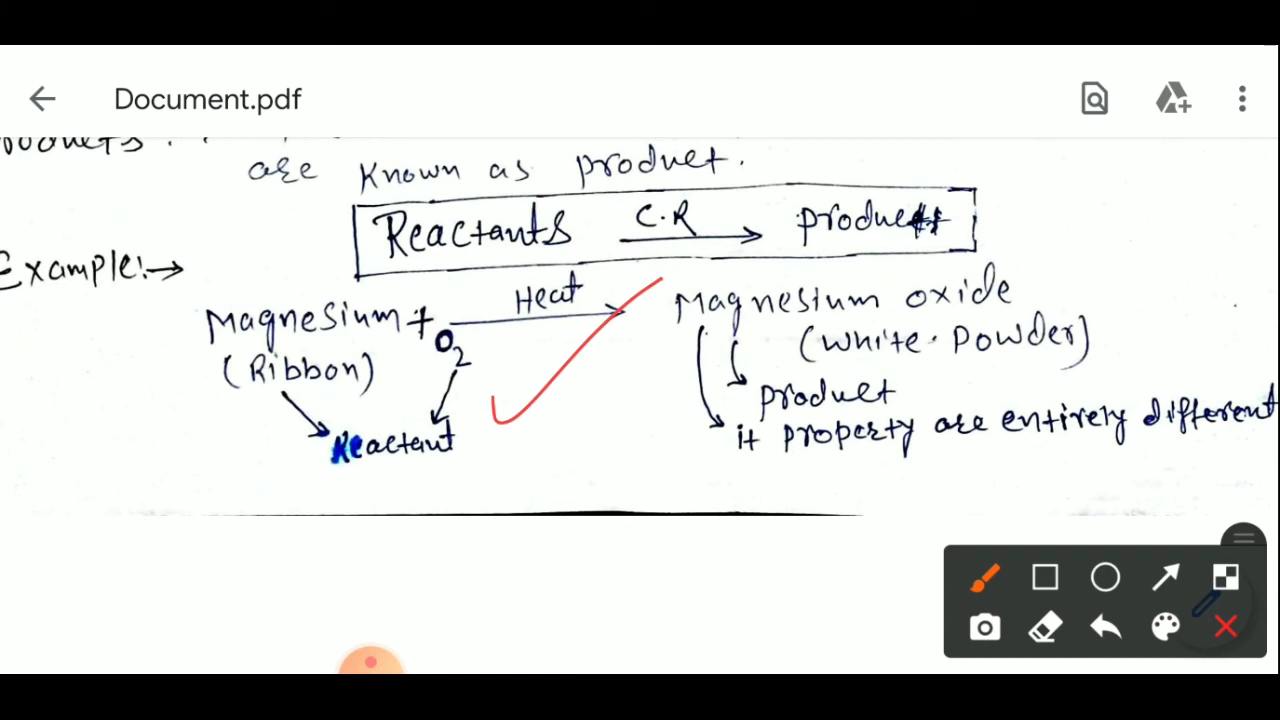 Document.pdf
are known as product.
Reactants C.R → products
Example:→
Magnesium + O2 Heat → Magnesium oxide
(Ribbon) (white. Powder)
product
Reactant it property are entirely different